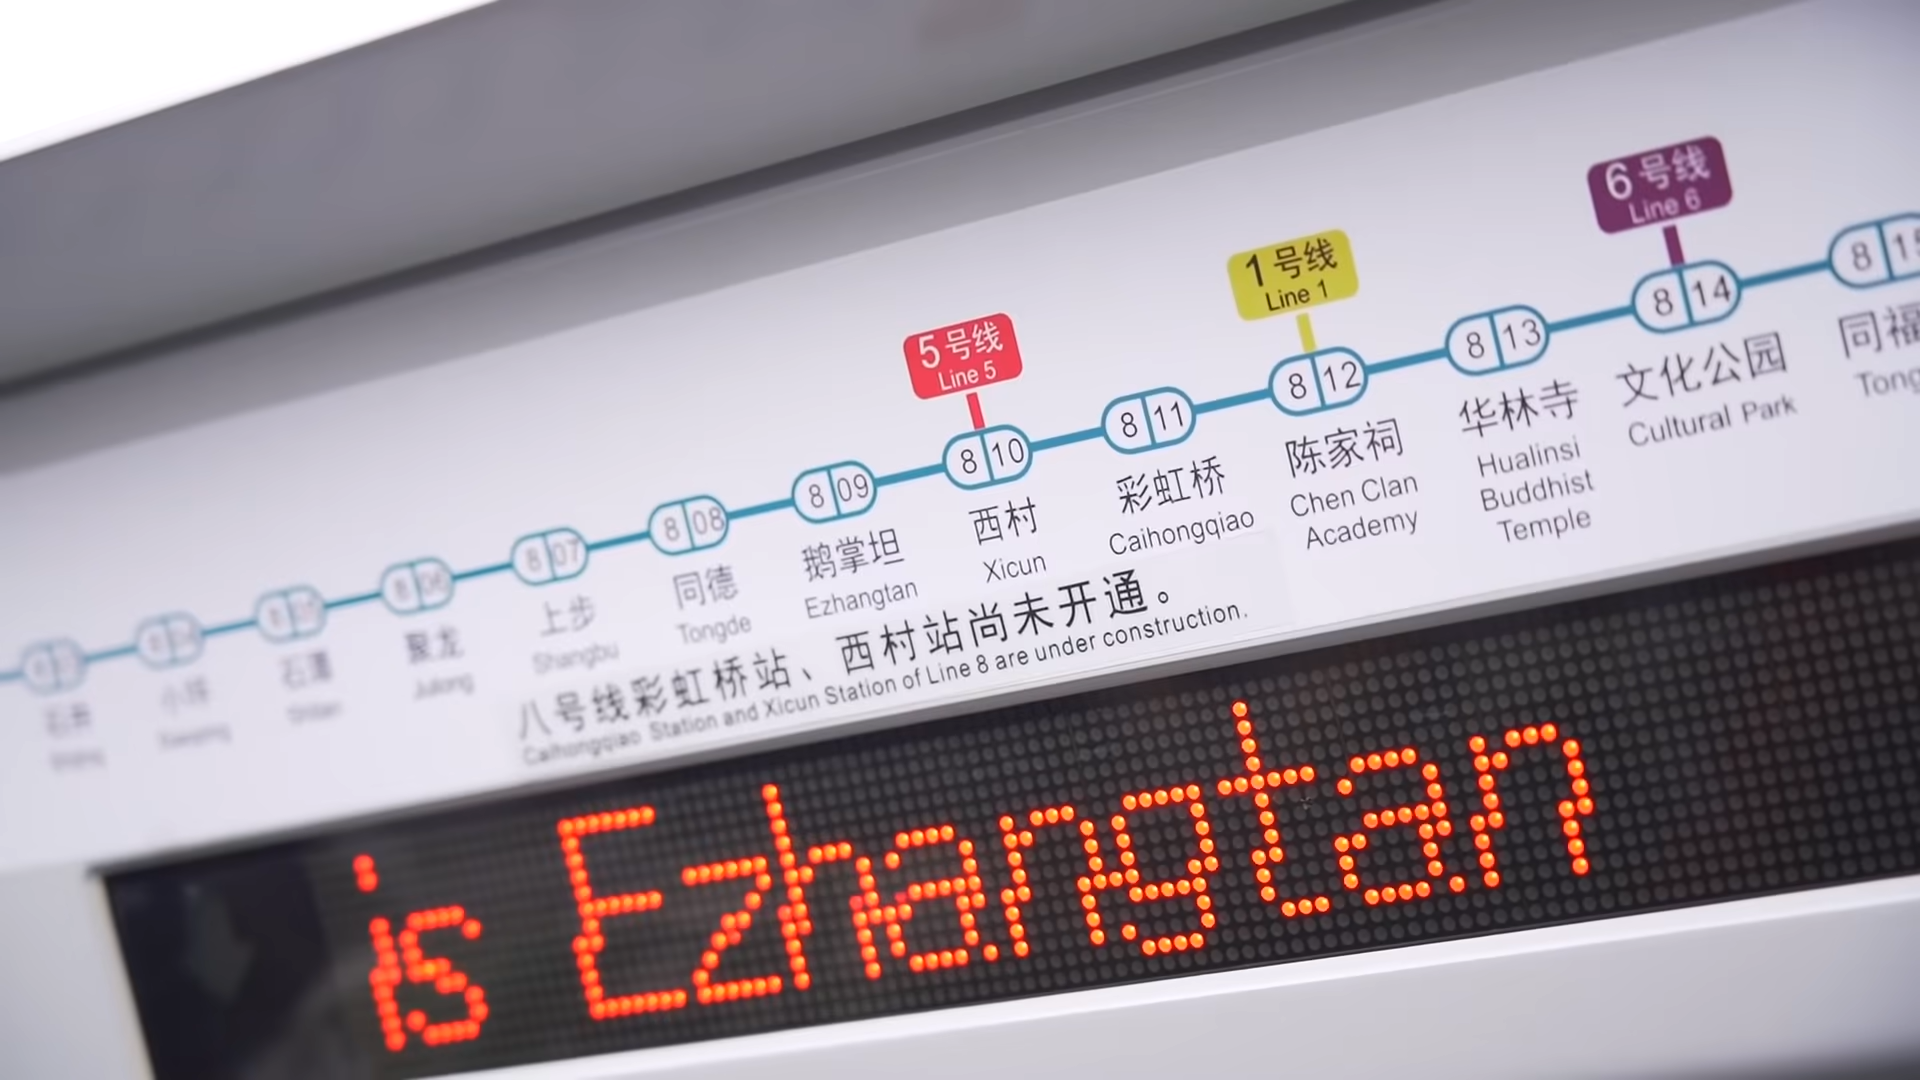 6号线
Line 6
1号线
Line 1
5号线
Line 5
8 07
8 08
8 09
8 10
8 11
8 12
8 13
8 14
8 15
聚龙
Julong
上步
Shangbu
同德
Tongde
鹅掌坦
Ezhangtan
西村
Xicun
彩虹桥
Caihongqiao
陈家祠
Chen Clan
Academy
华林寺
Hualinsi
Buddhist
Temple
文化公园
Cultural Park
同福
Tong
八号线彩虹桥站、西村站尚未开通。
Caihongqiao Station and Xicun Station of Line 8 are under construction.
is Ezhangtan